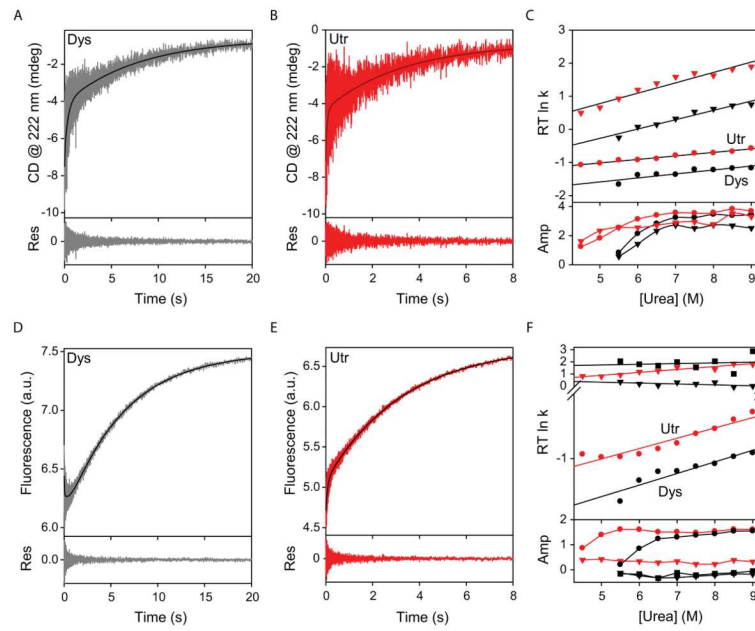 A
Dys
CD @ 222 nm (mdeg)
0
-2
-4
-6
-8
-10
Res
0
0
5
10
15
20
Time (s)
B
Utr
CD @ 222 nm (mdeg)
0
-2
-4
-6
-8
-10
Res
0
0
2
4
6
8
Time (s)
C
RT ln k
3
2
1
0
-1
-2
Utr
Dys
Amp
4
2
0
5
6
7
8
9
[Urea] (M)
D
Dys
Fluorescence (a.u.)
7.5
7.0
6.5
6.0
Res
0.0
0
5
10
15
20
Time (s)
E
Utr
Fluorescence (a.u.)
6.5
6.0
5.5
5.0
4.5
Res
0.0
0
2
4
6
8
Time (s)
F
RT ln k
3
2
1
0
-1
Utr
Dys
Amp
2
1
0
5
6
7
8
9
[Urea] (M)